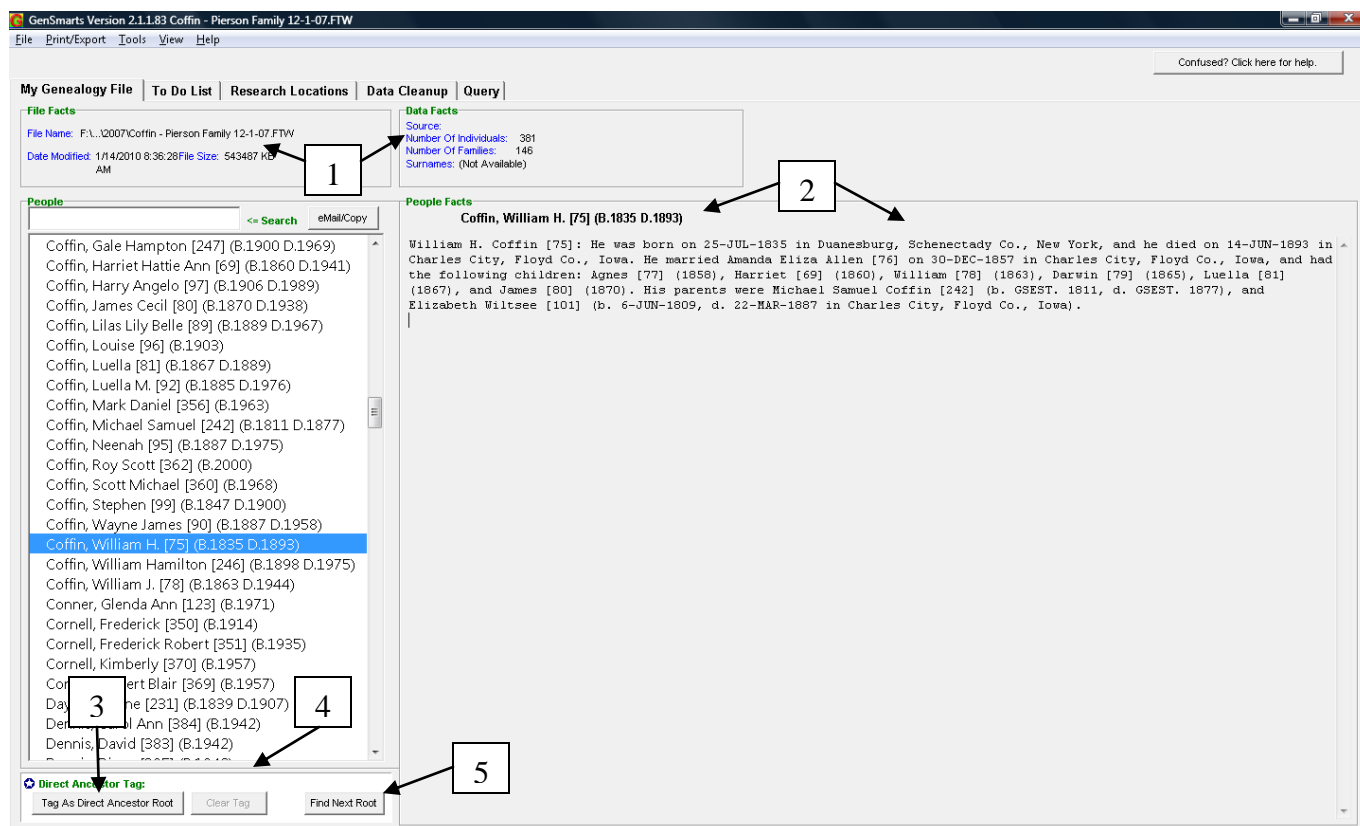 GenSmarts Version 2.1.1.83 Coffin - Pierson Family 12-1-07.FTW
File Print/Export Tools View Help
Confused? Click here for help.
My Genealogy File To Do List Research Locations Data Cleanup Query
File Facts
File Name: F:\...\2007\Coffin - Pierson Family 12-1-07.FTW
Date Modified: 1/14/2010 8:36:28 File Size: 543487 KB
AM
1
Data Facts
Source:
Number Of Individuals: 381
Number Of Families: 146
Surnames: (Not Available)
2
People
<= Search eMail/Copy
Coffin, Gale Hampton [247] (B.1900 D.1969)
Coffin, Harriet Hattie Ann [69] (B.1860 D.1941)
Coffin, Harry Angelo [97] (B.1906 D.1989)
Coffin, James Cecil [80] (B.1870 D.1938)
Coffin, Lilas Lily Belle [89] (B.1889 D.1967)
Coffin, Louise [96] (B.1903)
Coffin, Luella [81] (B.1867 D.1889)
Coffin, Luella M. [92] (B.1885 D.1976)
Coffin, Mark Daniel [356] (B.1963)
Coffin, Michael Samuel [242] (B.1811 D.1877)
Coffin, Neenah [95] (B.1887 D.1975)
Coffin, Roy Scott [362] (B.2000)
Coffin, Scott Michael [360] (B.1968)
Coffin, Stephen [99] (B.1847 D.1900)
Coffin, Wayne James [90] (B.1887 D.1958)
Coffin, William H. [75] (B.1835 D.1893)
Coffin, William Hamilton [246] (B.1898 D.1975)
Coffin, William J. [78] (B.1863 D.1944)
Conner, Glenda Ann [123] (B.1971)
Cornell, Frederick [350] (B.1914)
Cornell, Frederick Robert [351] (B.1935)
Cornell, Kimberly [370] (B.1957)
Blair [369] (B.1957)
[231] (B.1839 D.1907)
Ann [384] (B.1942)
Dennis, David [383] (B.1942)
3
4
Direct Ancestor Tag:
Tag As Direct Ancestor Root Clear Tag Find Next Root
5
People Facts
Coffin, William H. [75] (B.1835 D.1893)
William H. Coffin [75]: He was born on 25-JUL-1835 in Duanesburg, Schenectady Co., New York, and he died on 14-JUN-1893 in
Charles City, Floyd Co., Iowa. He married Amanda Eliza Allen [76] on 30-DEC-1857 in Charles City, Floyd Co., Iowa, and had
the following children: Agnes [77] (1858), Harriet [69] (1860), William [78] (1863), Darwin [79] (1865), Luella [81]
(1867), and James [80] (1870). His parents were Michael Samuel Coffin [242] (b. GSEST. 1811, d. GSEST. 1877), and
Elizabeth Wiltsee [101] (b. 6-JUN-1809, d. 22-MAR-1887 in Charles City, Floyd Co., Iowa).